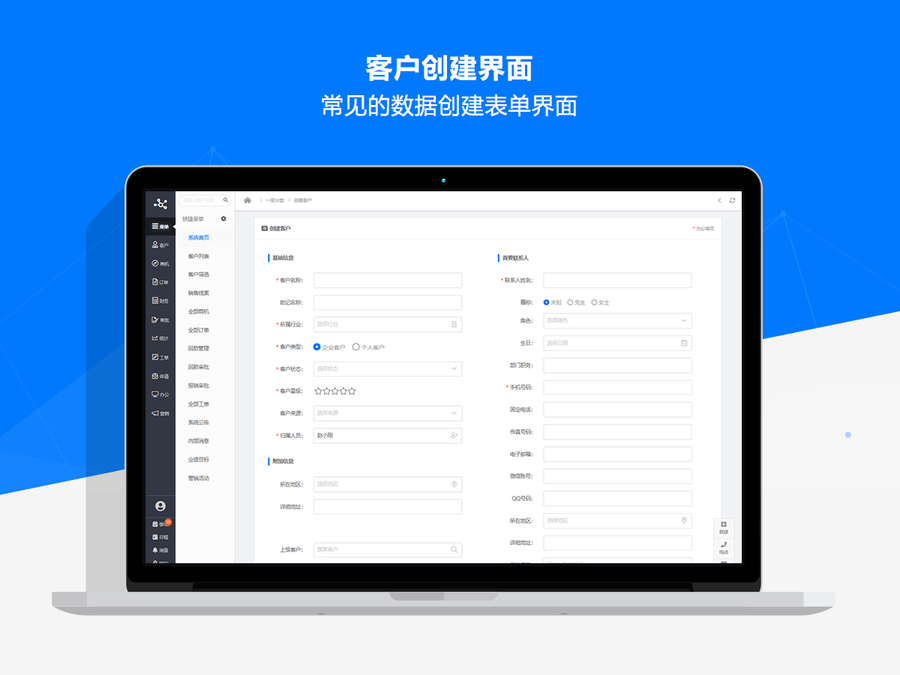 客户创建界面
常见的数据创建表单界面
一级分类
创建客户
菜单
客户
商机
订单
财务
审批
统计
工单
申请
办公
营销
日程
消息
快捷菜单
系统首页
客户列表
客户筛选
销售线索
全部商机
全部订单
回款管理
回款审批
报销审批
全部工单
系统公告
内部消息
业绩目标
营销活动
创建客户
*为必填项
基础信息
* 客户名称:
助记名称:
* 所属行业: 选择行业
* 客户类型: 企业客户 个人客户
* 客户状态: 选择状态
* 客户星级:
客户来源: 选择来源
* 归属人员: 赵小刚
附加信息
所在地区: 选择地区
详细地址:
上级客户: 搜索客户
首要联系人
* 联系人姓名:
尊称: 未知 先生 女士
角色: 选择角色
生日: 选择日期
部门职务:
* 手机号码:
固定电话:
传真号码:
电子邮箱:
微信账号:
QQ号码:
所在地区: 选择地区
详细地址:
电话